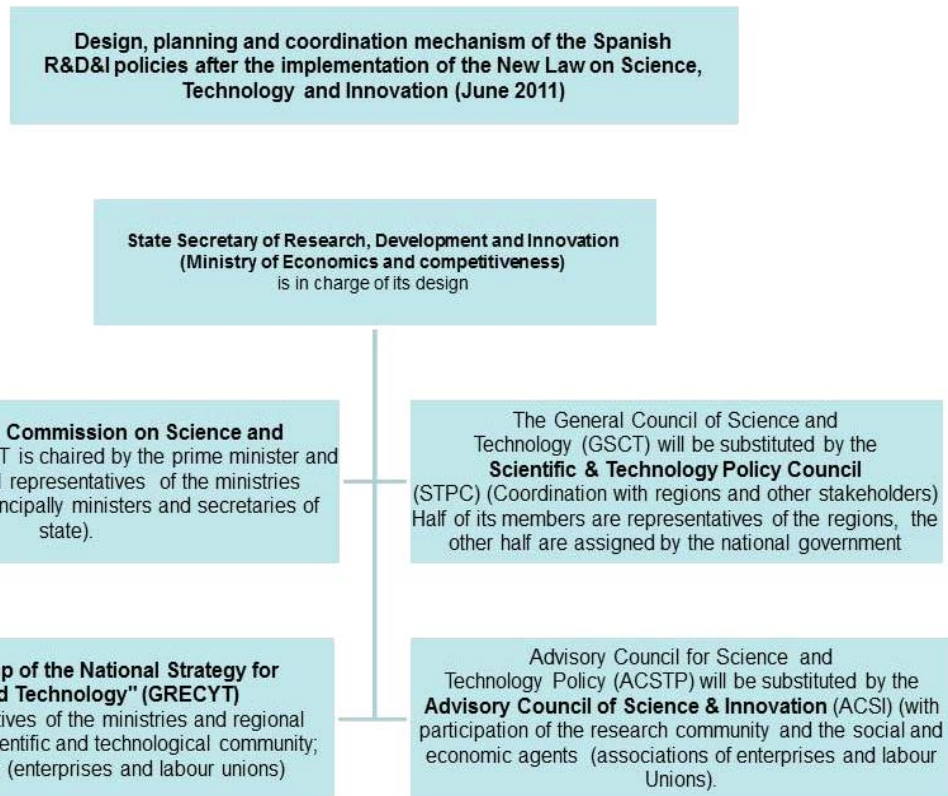 Design, planning and coordination mechanism of the Spanish
R&D&I policies after the implementation of the New Law on Science,
Technology and Innovation (June 2011)
State Secretary of Research, Development and Innovation
(Ministry of Economics and competitiveness)
is in charge of its design
Commission on Science and
T is chaired by the prime minister and
representatives of the ministries
ncipally ministers and secretaries of
state).
The General Council of Science and
Technology (GSCT) will be substituted by the
Scientific & Technology Policy Council
(STPC) (Coordination with regions and other stakeholders)
Half of its members are representatives of the regions, the
other half are assigned by the national government
p of the National Strategy for
d Technology" (GRECYT)
tives of the ministries and regional
entific and technological community;
(enterprises and labour unions)
Advisory Council for Science and
Technology Policy (ACSTP) will be substituted by the
Advisory Council of Science & Innovation (ACSI) (with
participation of the research community and the social and
economic agents (associations of enterprises and labour
Unions).